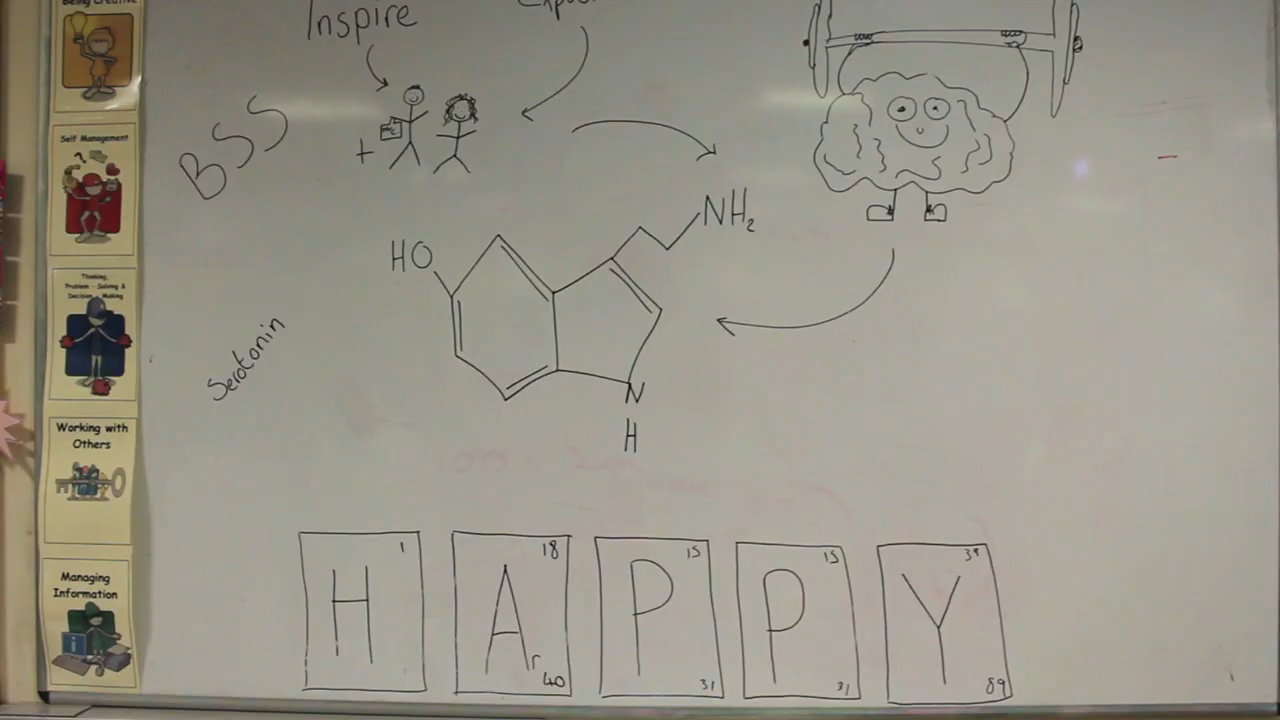 Being Creative
Inspire
BSS
+
Self Management
?
NH2
HO
Thinking,
Problem - Solving &
Decision - Making
Serotonin
N
H
Working with
Others
1
H
18
Ar
40
15
P
31
15
P
31
39
Y
89
Managing
Information
i